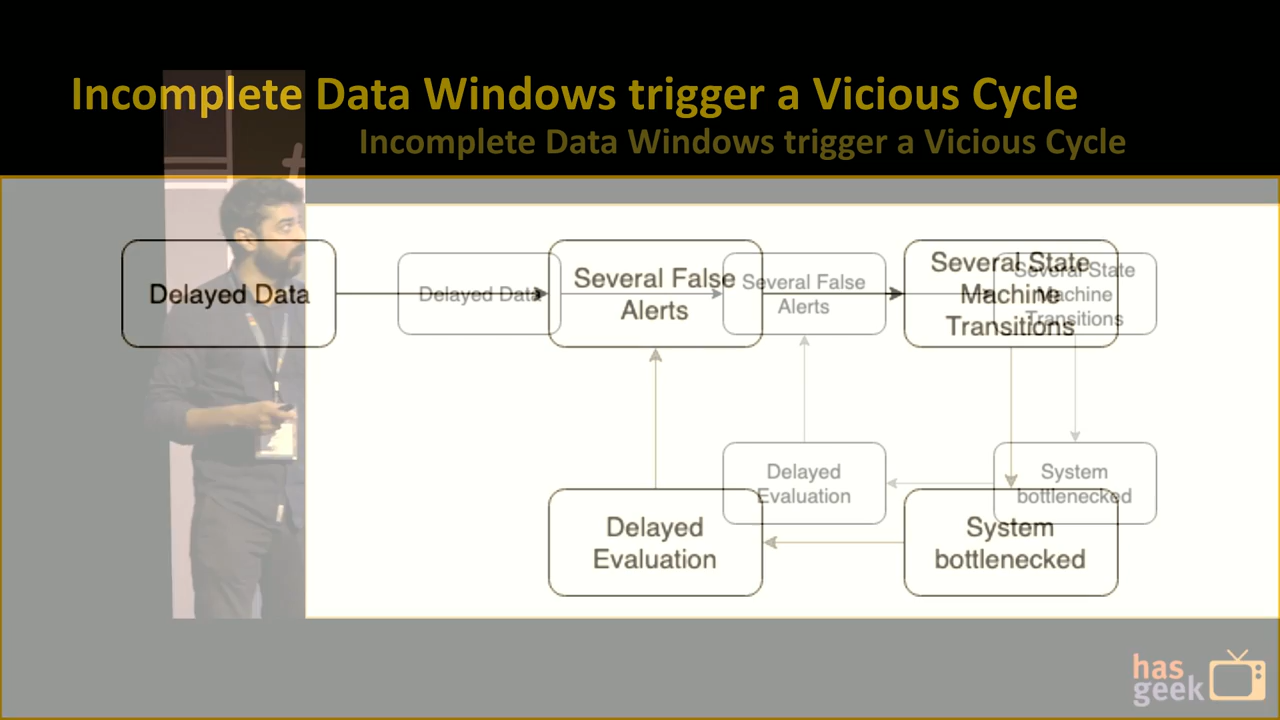 Incomplete Data Windows trigger a Vicious Cycle
Incomplete Data Windows trigger a Vicious Cycle
Delayed Data
Delayed Data
Several False
Alerts
Several False
Alerts
Several State
Machine
Transitions
Several State
Machine
Transitions
Delayed
Evaluation
System
bottlenecked
Delayed
Evaluation
System
bottlenecked
has
geek